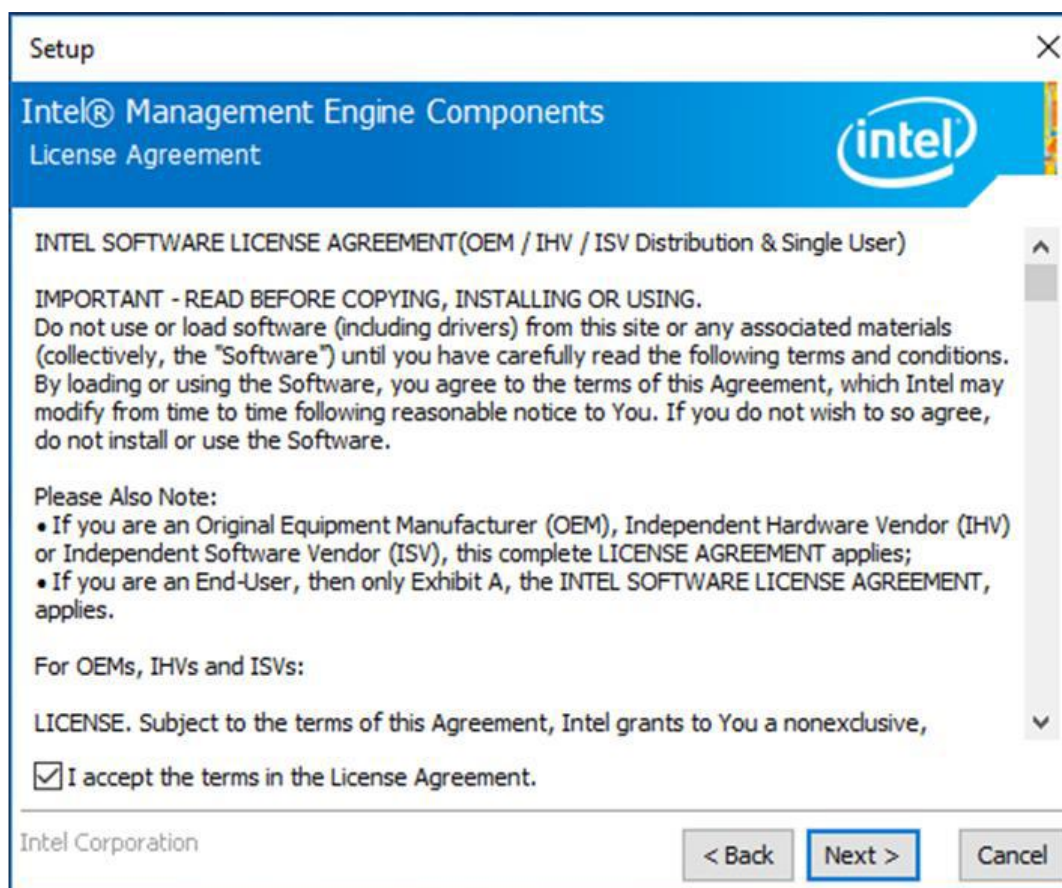 Setup
Intel® Management Engine Components
License Agreement
intel
INTEL SOFTWARE LICENSE AGREEMENT(OEM / IHV / ISV Distribution & Single User)
IMPORTANT - READ BEFORE COPYING, INSTALLING OR USING.
Do not use or load software (including drivers) from this site or any associated materials
(collectively, the "Software") until you have carefully read the following terms and conditions.
By loading or using the Software, you agree to the terms of this Agreement, which Intel may
modify from time to time following reasonable notice to You. If you do not wish to so agree,
do not install or use the Software.
Please Also Note:
• If you are an Original Equipment Manufacturer (OEM), Independent Hardware Vendor (IHV)
or Independent Software Vendor (ISV), this complete LICENSE AGREEMENT applies;
• If you are an End-User, then only Exhibit A, the INTEL SOFTWARE LICENSE AGREEMENT,
applies.
For OEMs, IHVs and ISVs:
LICENSE. Subject to the terms of this Agreement, Intel grants to You a nonexclusive,
I accept the terms in the License Agreement.
Intel Corporation
< Back Next > Cancel